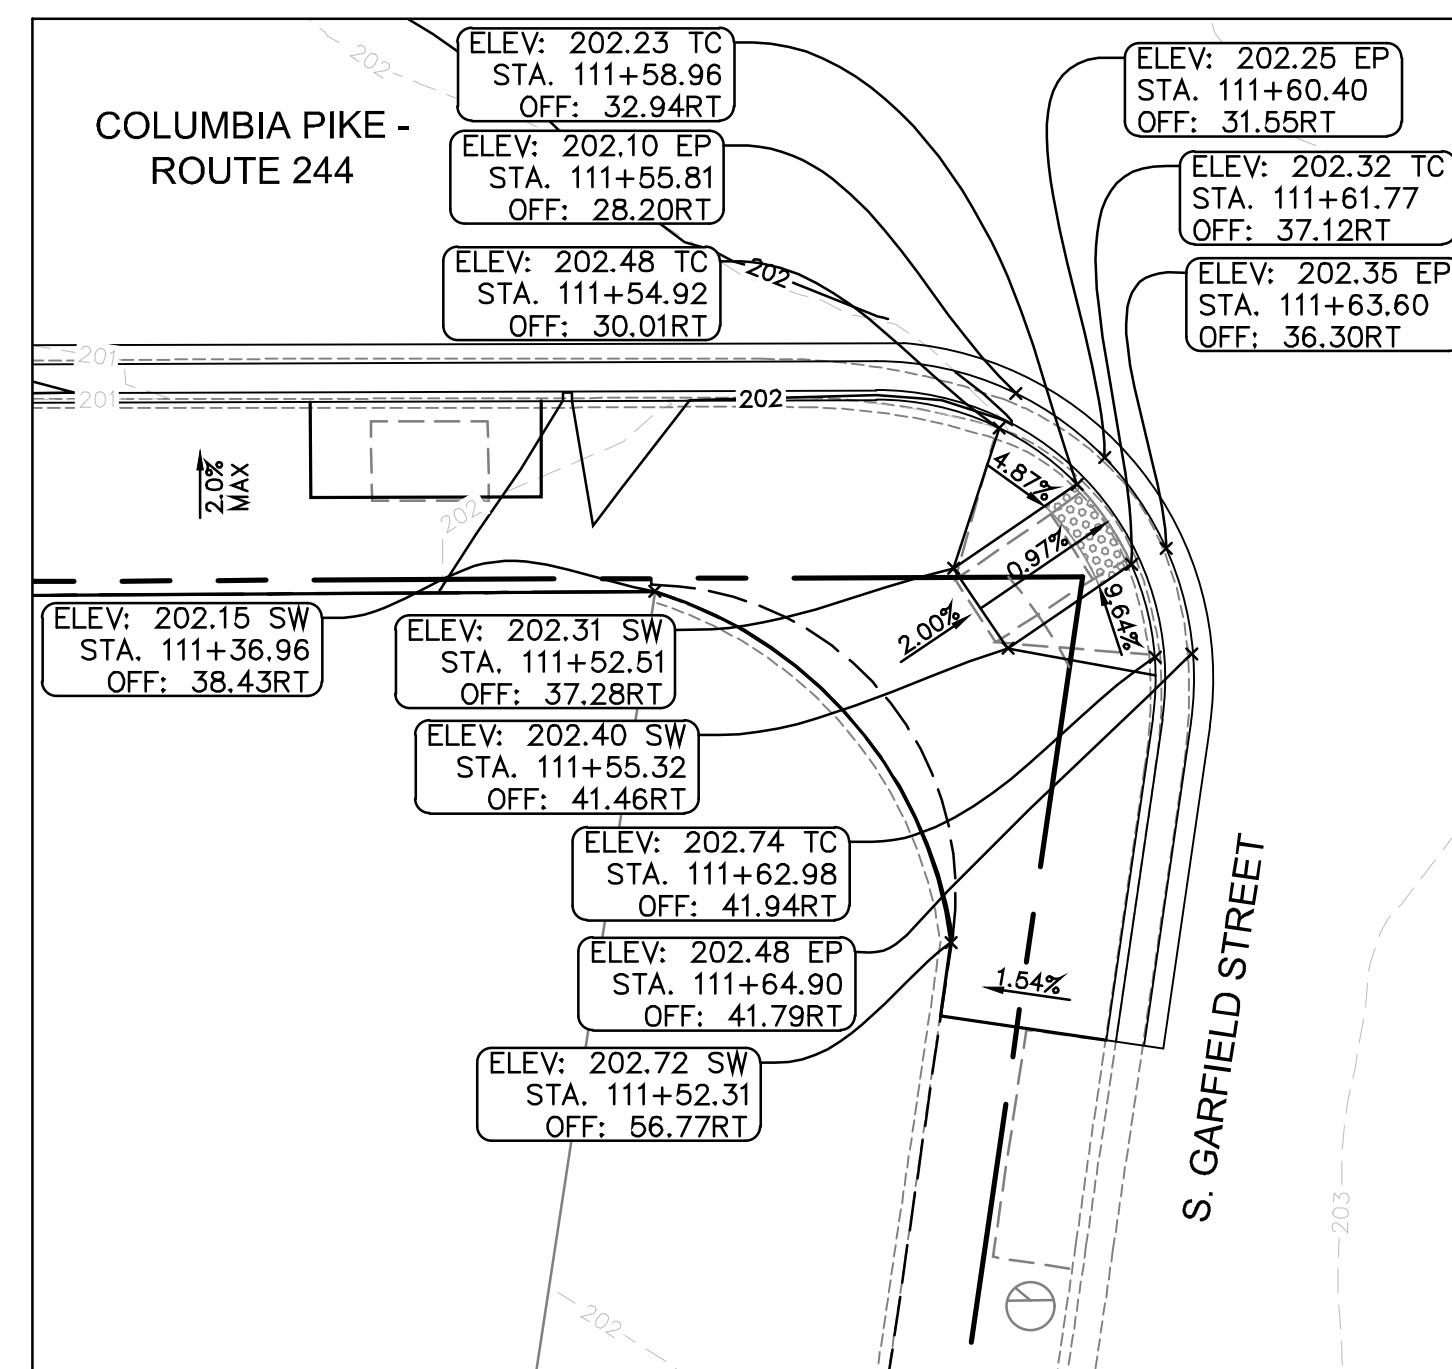 COLUMBIA PIKE -
ROUTE 244
202
ELEV: 202.23 TC
STA. 111+58.96
OFF: 32.94RT
ELEV: 202.10 EP
STA. 111+55.81
OFF: 28.20RT
ELEV: 202.48 TC
STA. 111+54.92
OFF: 30.01RT
ELEV: 202.25 EP
STA. 111+60.40
OFF: 31.55RT
ELEV: 202.32 TC
STA. 111+61.77
OFF: 37.12RT
ELEV: 202.35 EP
STA. 111+63.60
OFF: 36.30RT
202
201
201
202
2.0%
MAX
202
4.87%
0.97%
9.64%
2.00%
ELEV: 202.15 SW
STA. 111+36.96
OFF: 38.43RT
ELEV: 202.31 SW
STA. 111+52.51
OFF: 37.28RT
ELEV: 202.40 SW
STA. 111+55.32
OFF: 41.46RT
ELEV: 202.74 TC
STA. 111+62.98
OFF: 41.94RT
ELEV: 202.48 EP
STA. 111+64.90
OFF: 41.79RT
ELEV: 202.72 SW
STA. 111+52.31
OFF: 56.77RT
1.54%
S. GARFIELD STREET
203
202